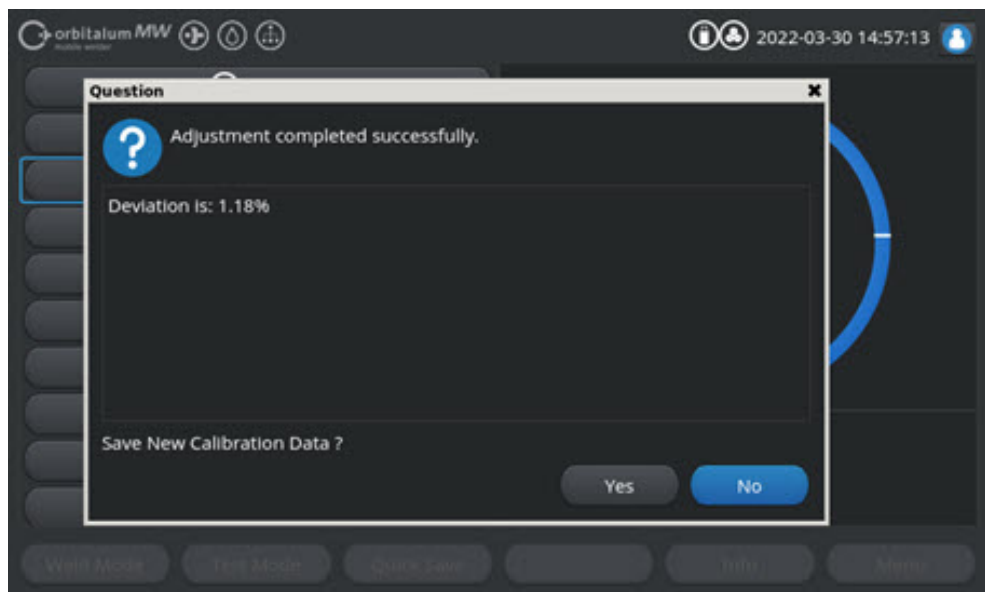 orbitalum MW
mobile welder
2022-03-30 14:57:13
Question
Adjustment completed successfully.
Deviation is: 1.18%
Save New Calibration Data ?
Yes
No
Weld Mode
Test Mode
Quick Save
Info
Menu